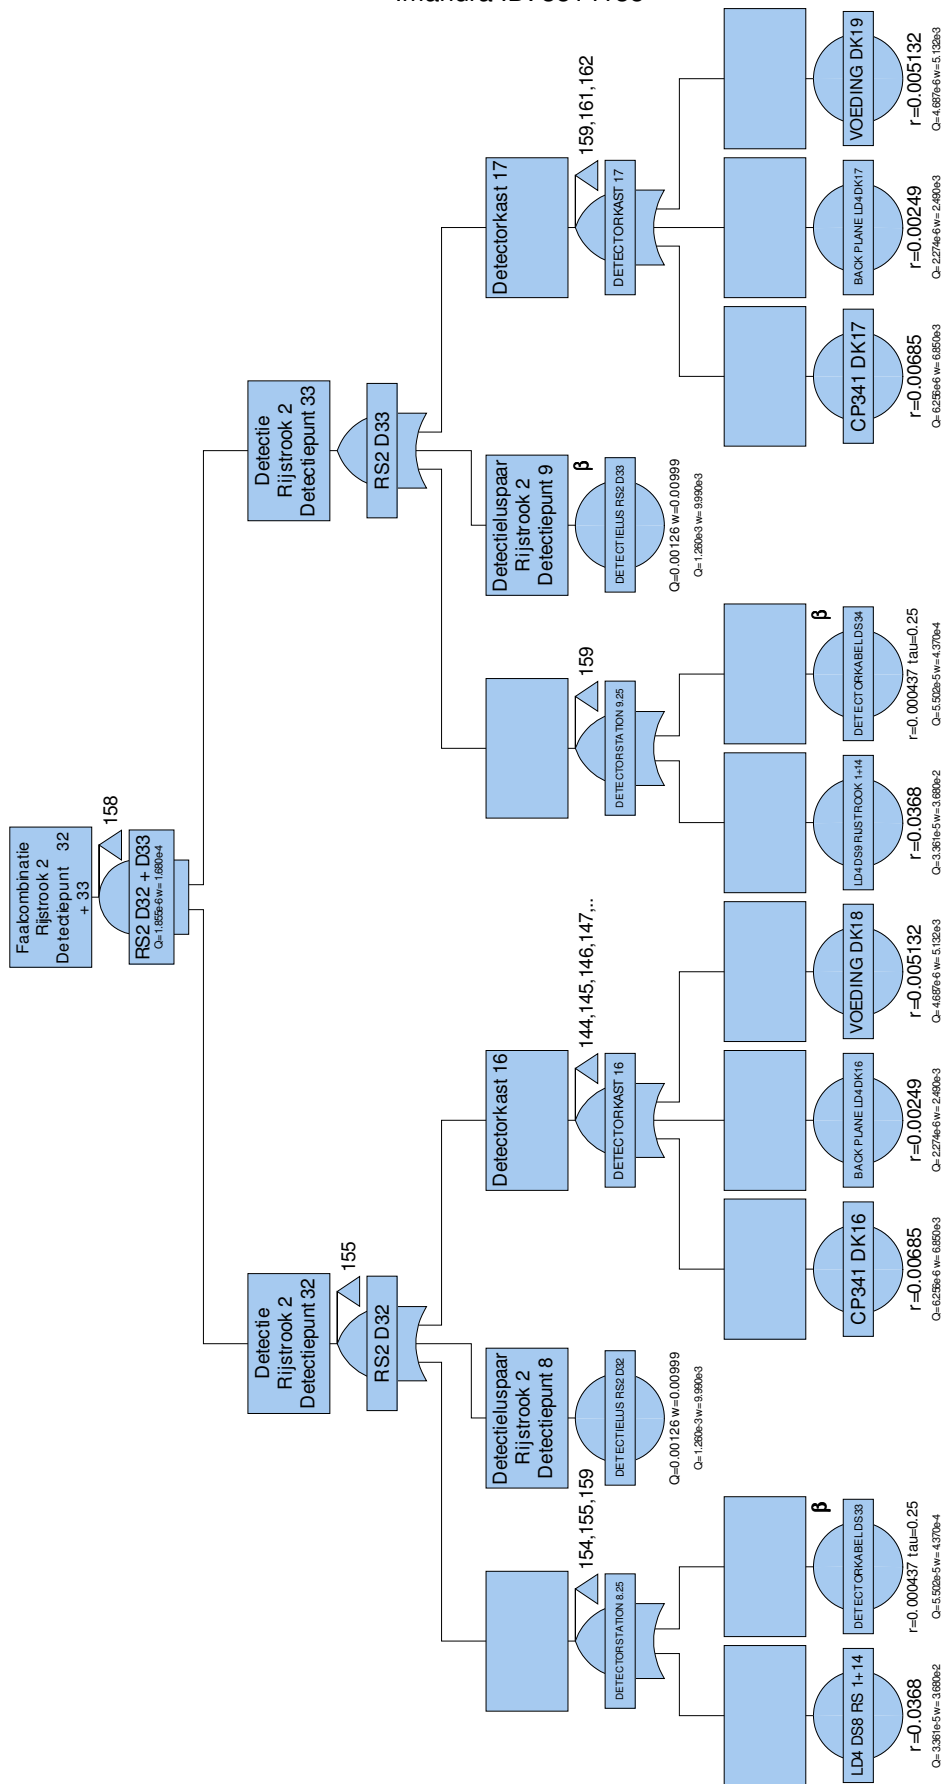 Faalcombinatie
Rijstrook 2
Detectiepunt 32
+ 33
158
RS2 D32 + D33
Q=1.855e-6 w=1.680e-4
Detectie
Rijstrook 2
Detectiepunt 32
155
RS2 D32
Detectie
Rijstrook 2
Detectiepunt 33
RS2 D33
154,155,159
DETECTORSTATION 8.25
Detectieluspaar
Rijstrook 2
Detectiepunt 8
DETECTIELUS RS2 D32
Q=0.00126 w=0.00999
Q=1.260e-3 w=9.990e-3
Detectorkast 16
144,145,146,147,..
DETECTORKAST 16
159
DETECTORSTATION 9.25
Detectieluspaar
Rijstrook 2
Detectiepunt 9
β
DETECTIELUS RS2 D33
Q=0.00126 w=0.00999
Q=1.260e-3 w=9.990e-3
Detectorkast 17
159,161,162
DETECTORKAST 17
LD4 DS8 RS 1+14
r=0.0368
Q=3.361e-5 w=3.680e-2
β
DETECTORKABEL DS33
r=0.000437 tau=0.25
Q=5.502e-5 w=4.370e-4
CP341 DK16
r=0.00685
Q=6.256e-6 w=6.850e-3
BACK PLANE LD4 DK16
r=0.00249
Q=2.274e-6 w=2.490e-3
VOEDING DK18
r=0.005132
Q=4.687e-6 w=5.132e-3
LD4 DS9 RIJSTROOK 1+14
r=0.0368
Q=3.361e-5 w=3.680e-2
β
DETECTORKABEL DS34
r=0.000437 tau=0.25
Q=5.502e-5 w=4.370e-4
CP341 DK17
r=0.00685
Q=6.256e-6 w=6.850e-3
BACK PLANE LD4 DK17
r=0.00249
Q=2.274e-6 w=2.490e-3
VOEDING DK19
r=0.005132
Q=4.687e-6 w=5.132e-3